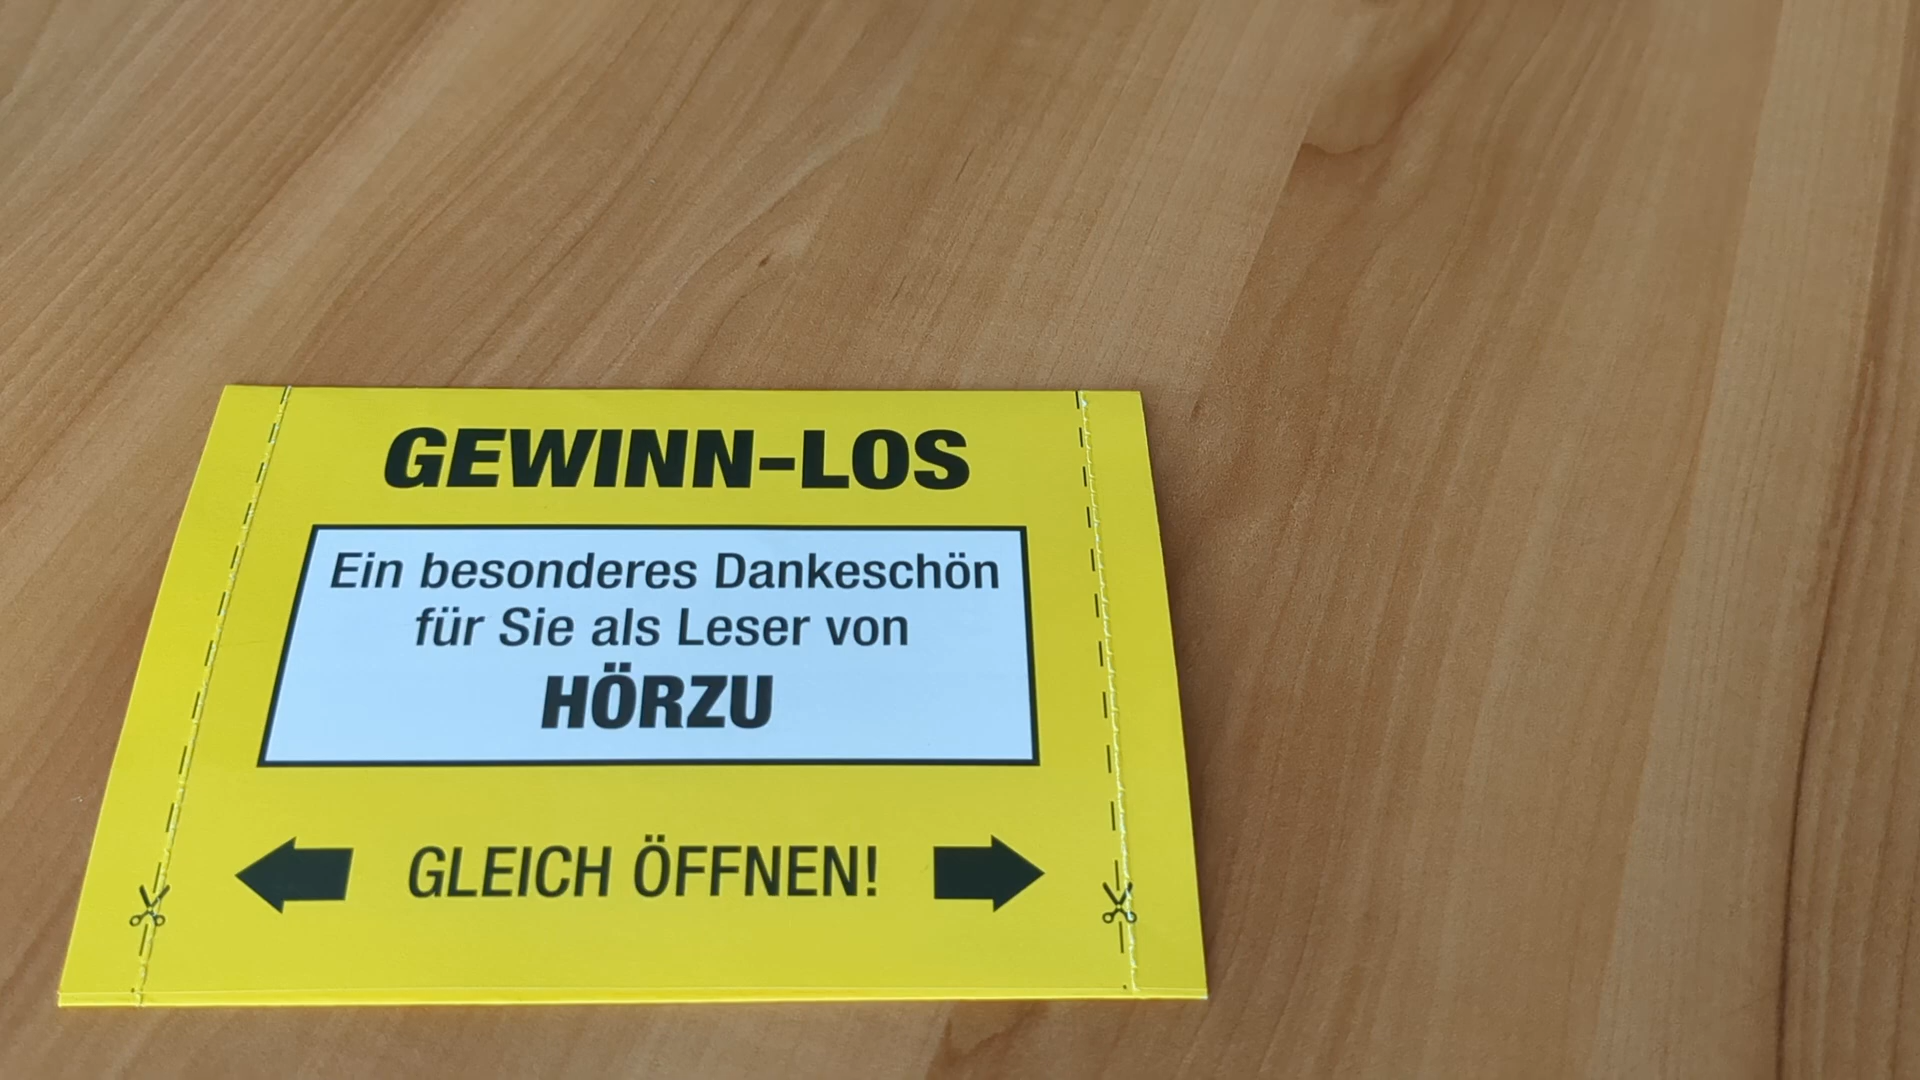 GEWINN-LOS
Ein besonderes Dankeschön
für Sie als Leser von
HÖRZU
GLEICH ÖFFNEN!